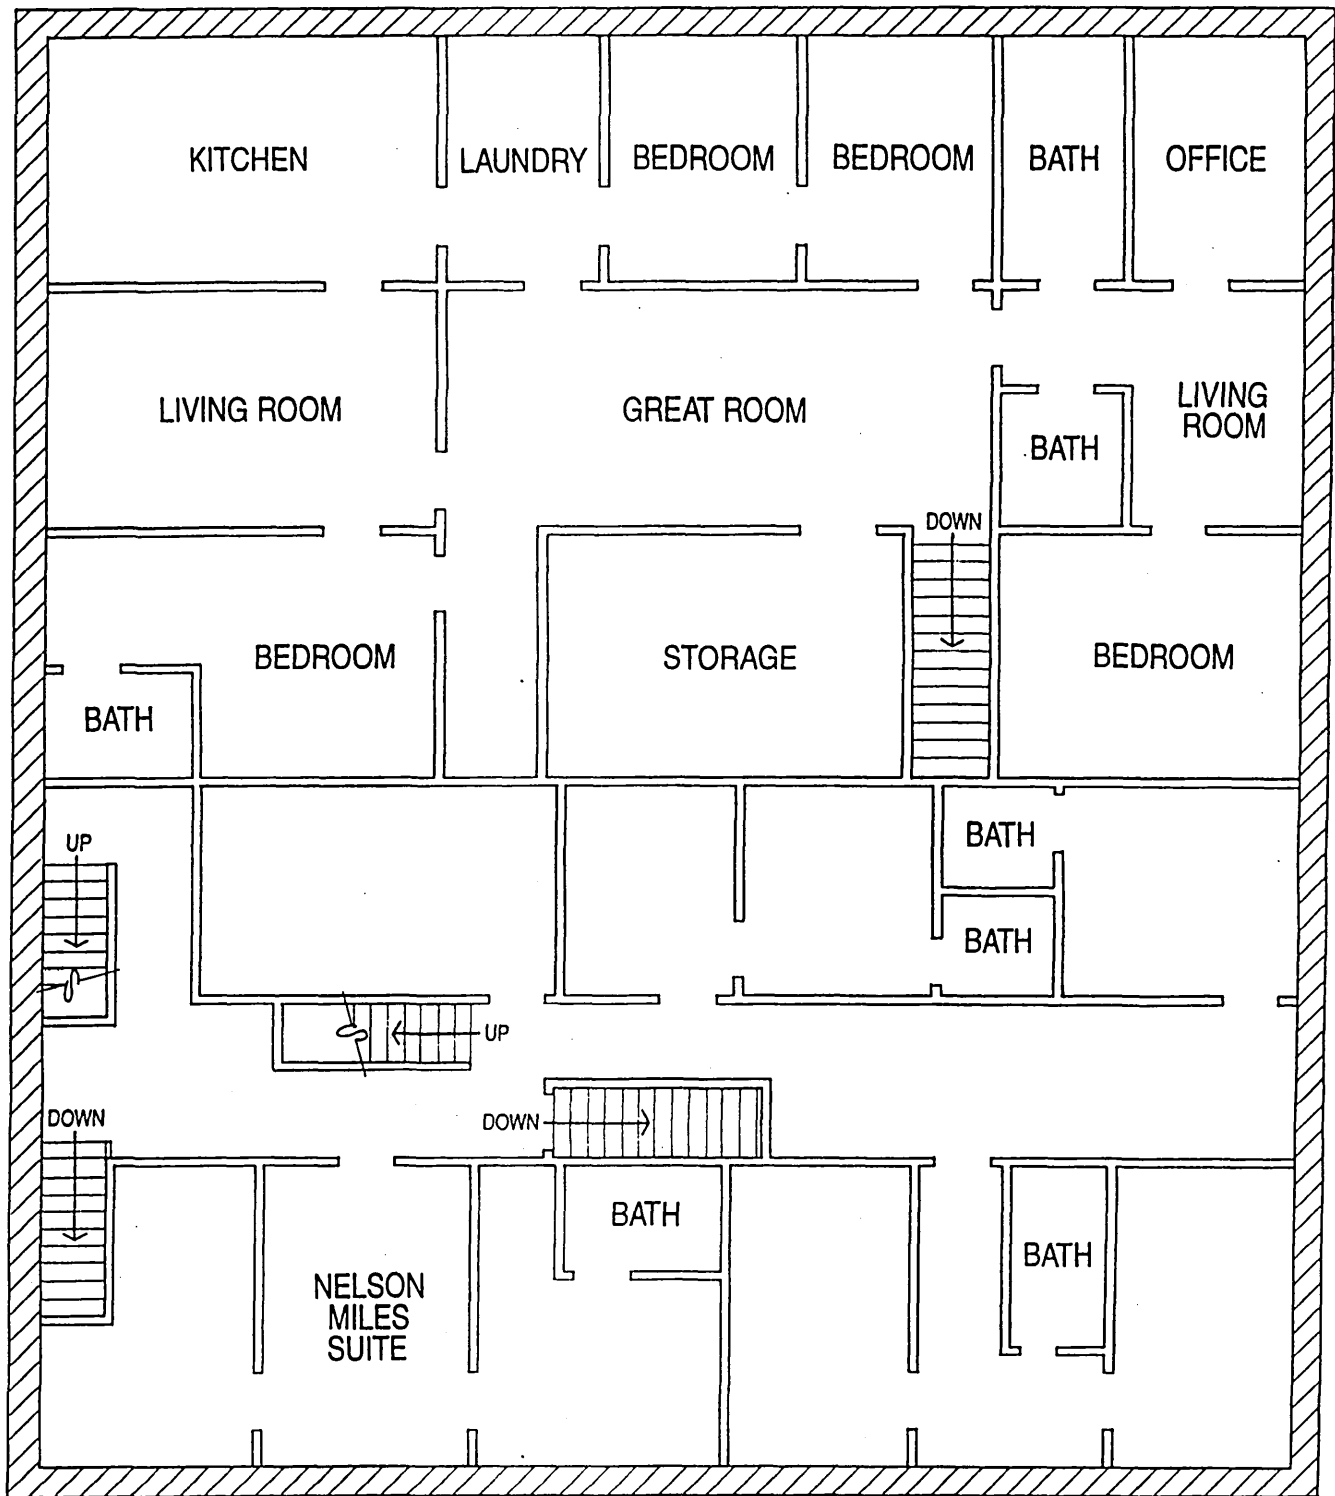 KITCHEN
LAUNDRY
BEDROOM
BEDROOM
BATH
OFFICE
LIVING ROOM
GREAT ROOM
LIVING
ROOM
BATH
DOWN
BEDROOM
STORAGE
BEDROOM
BATH
UP
BATH
BATH
UP
DOWN
DOWN
BATH
BATH
NELSON
MILES
SUITE